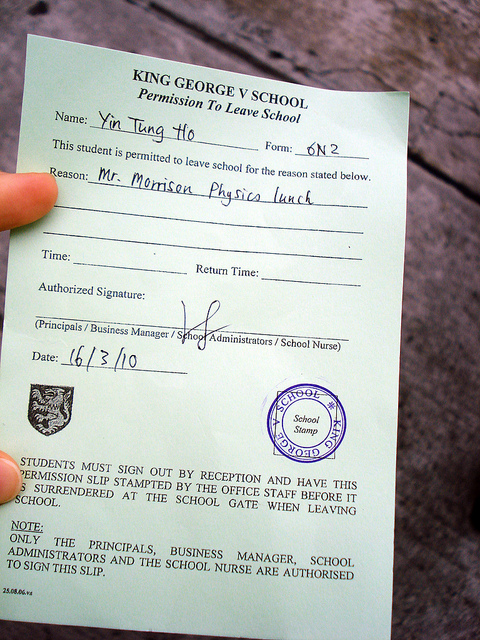 KING GEORGE V SCHOOL
Permission To Leave School
Name: Yin Tung Ho Form: 6N2
This student is permitted to leave school for the reason stated below.
Reason: Mr. Morrison Physics lunch
Time: Return Time:
Authorized Signature:
(Principals / Business Manager / School Administrators / School Nurse)
Date: 16/3/10
KING GEORGE V SCHOOL *
School
Stamp
STUDENTS MUST SIGN OUT BY RECEPTION AND HAVE THIS
PERMISSION SLIP STAMPTED BY THE OFFICE STAFF BEFORE IT
IS SURRENDERED AT THE SCHOOL GATE WHEN LEAVING
SCHOOL.
NOTE:
ONLY THE PRINCIPALS, BUSINESS MANAGER, SCHOOL
ADMINISTRATORS AND THE SCHOOL NURSE ARE AUTHORISED
TO SIGN THIS SLIP.